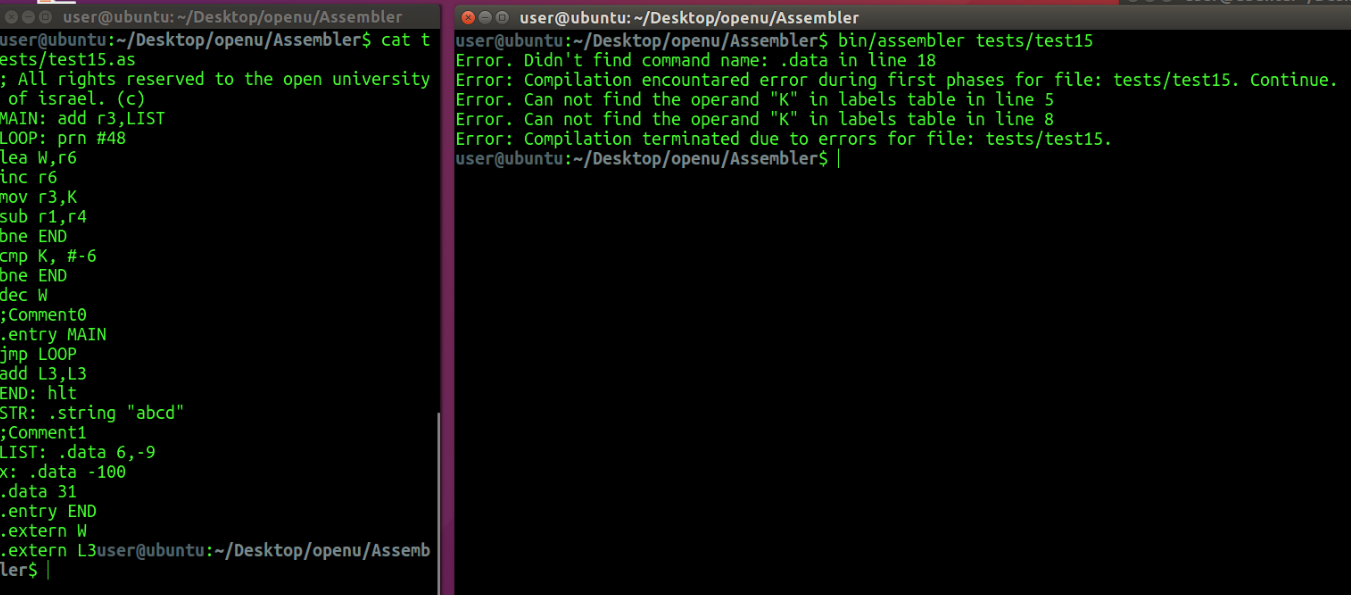 user@ubuntu: ~/Desktop/openu/Assembler
user@ubuntu:~/Desktop/openu/Assembler$ cat t
ests/test15.as
; All rights reserved to the open university
 of israel. (c)
MAIN: add r3,LIST
LOOP: prn #48
lea W,r6
inc r6
mov r3,K
sub r1,r4
bne END
cmp K, #-6
bne END
dec W
;Comment0
.entry MAIN
jmp LOOP
add L3,L3
END: hlt
STR: .string "abcd"
;Comment1
LIST: .data 6,-9
x: .data -100
.data 31
.entry END
.extern W
.extern L3user@ubuntu:~/Desktop/openu/Assemb
ler$
user@ubuntu: ~/Desktop/openu/Assembler
user@ubuntu:~/Desktop/openu/Assembler$ bin/assembler tests/test15
Error. Didn't find command name: .data in line 18
Error: Compilation encountared error during first phases for file: tests/test15. Continue.
Error. Can not find the operand "K" in labels table in line 5
Error. Can not find the operand "K" in labels table in line 8
Error: Compilation terminated due to errors for file: tests/test15.
user@ubuntu:~/Desktop/openu/Assembler$